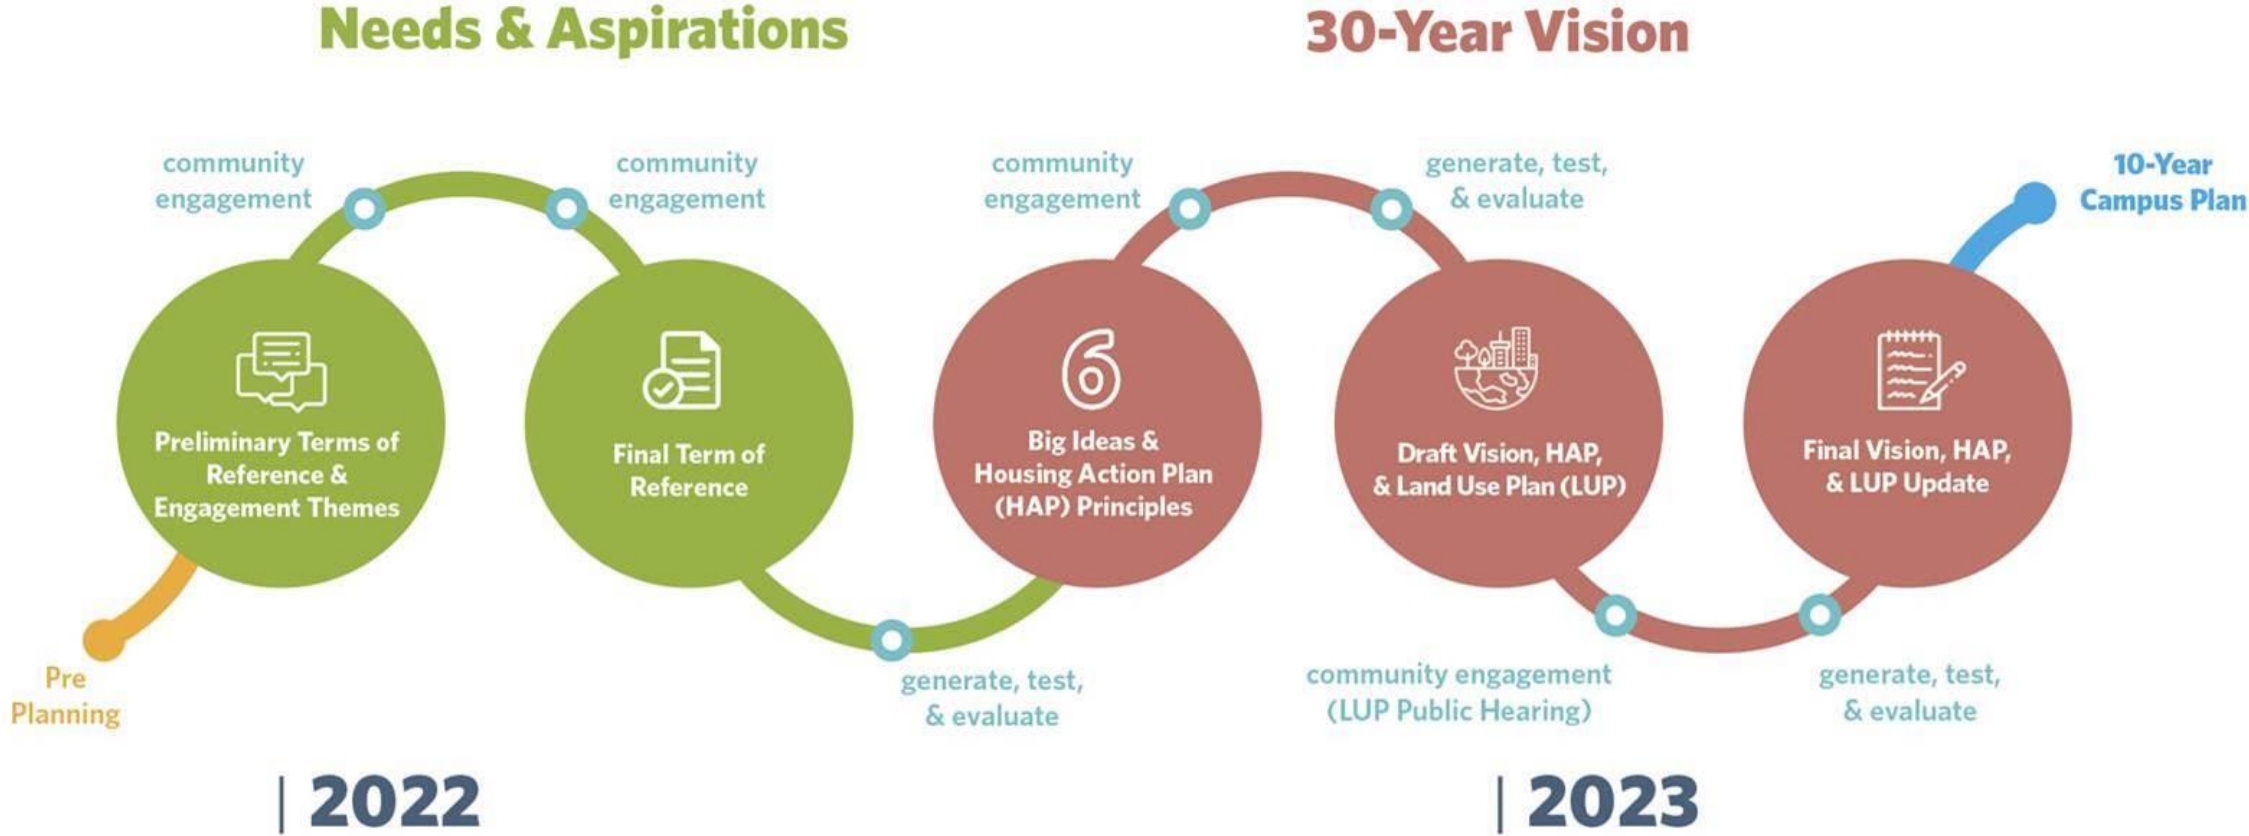 Needs & Aspirations
30-Year Vision
community
engagement
community
engagement
community
engagement
generate, test,
& evaluate
10-Year
Campus Plan
Preliminary Terms of
Reference &
Engagement Themes
Final Term of
Reference
6
Big Ideas &
Housing Action Plan
(HAP) Principles
Draft Vision, HAP,
& Land Use Plan (LUP)
Final Vision, HAP,
& LUP Update
Pre
Planning
generate, test,
& evaluate
community engagement
(LUP Public Hearing)
generate, test,
& evaluate
| 2022
| 2023